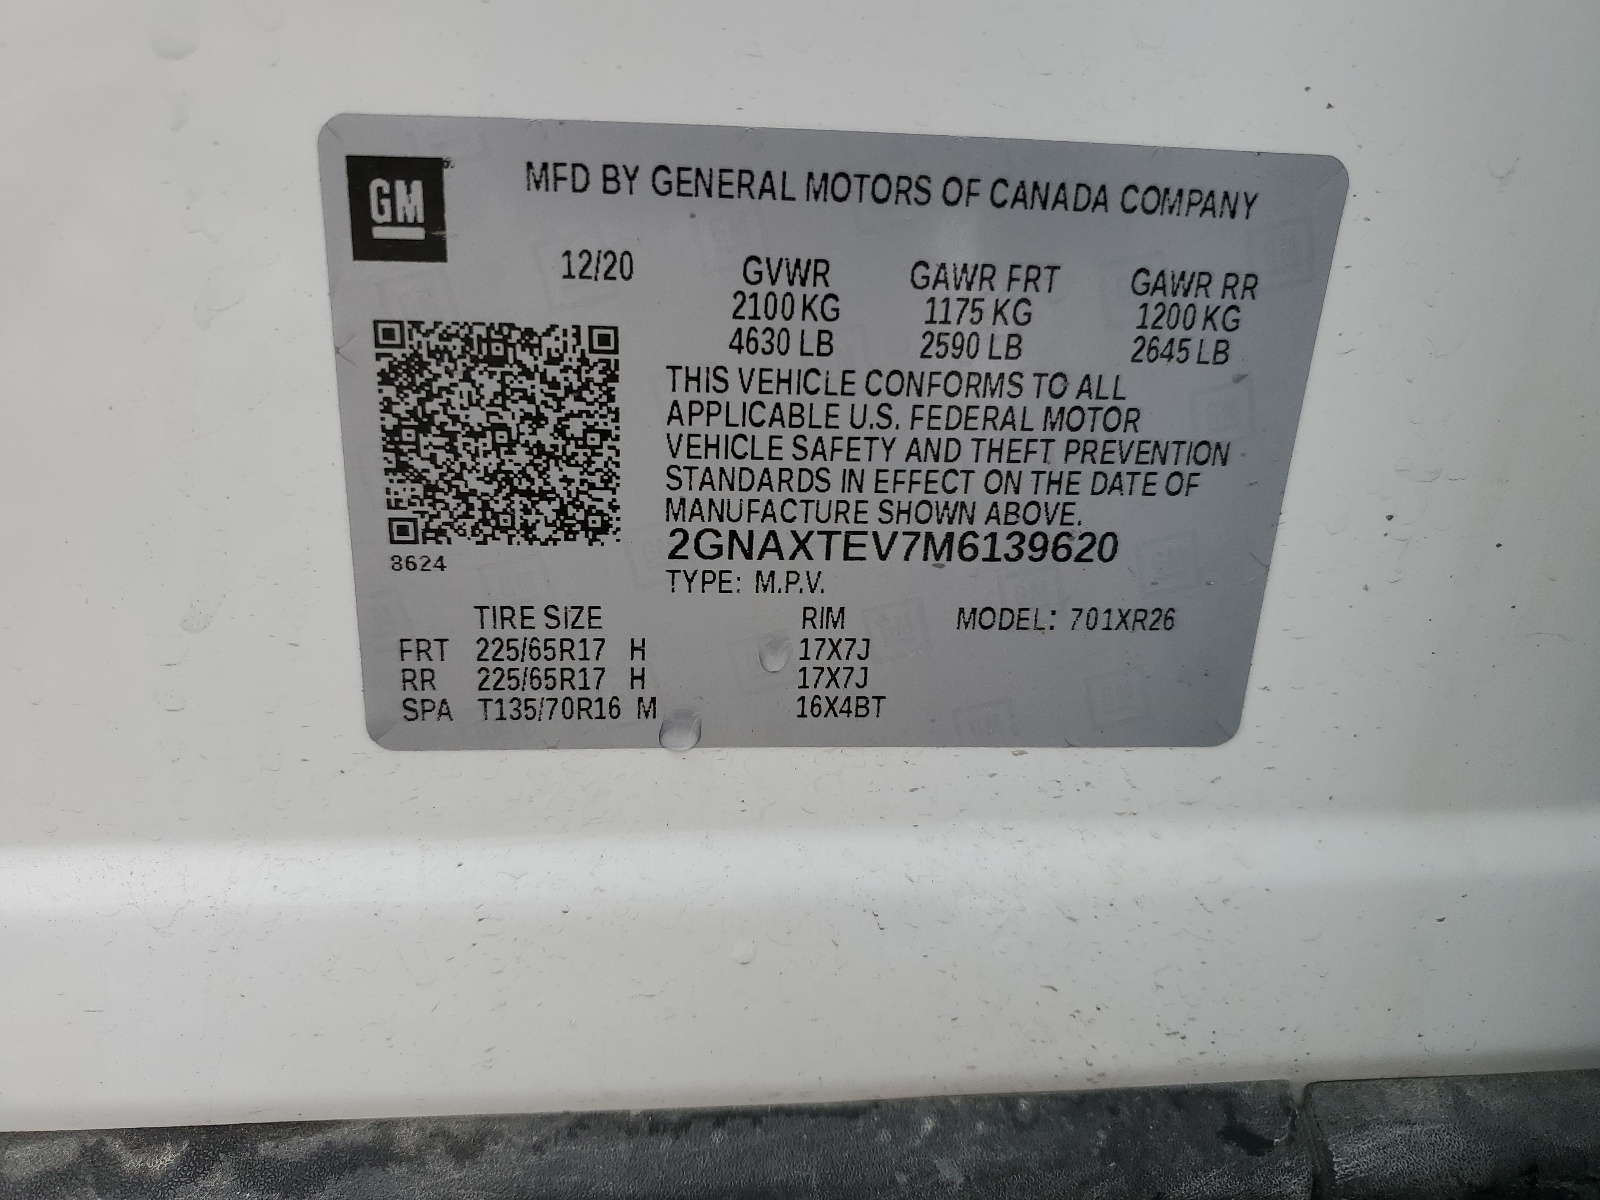 GM
MFD BY GENERAL MOTORS OF CANADA COMPANY
12/20 GVWR GAWR FRT GAWR RR
2100 KG 1175 KG 1200 KG
4630 LB 2590 LB 2645 LB
THIS VEHICLE CONFORMS TO ALL
APPLICABLE U.S. FEDERAL MOTOR
VEHICLE SAFETY AND THEFT PREVENTION
STANDARDS IN EFFECT ON THE DATE OF
MANUFACTURE SHOWN ABOVE.
2GNAXTEV7M6139620
8624
TYPE: M.P.V.
TIRE SIZE RIM MODEL: 701XR26
FRT 225/65R17 H 17X7J
RR 225/65R17 H 17X7J
SPA T135/70R16 M 16X4BT